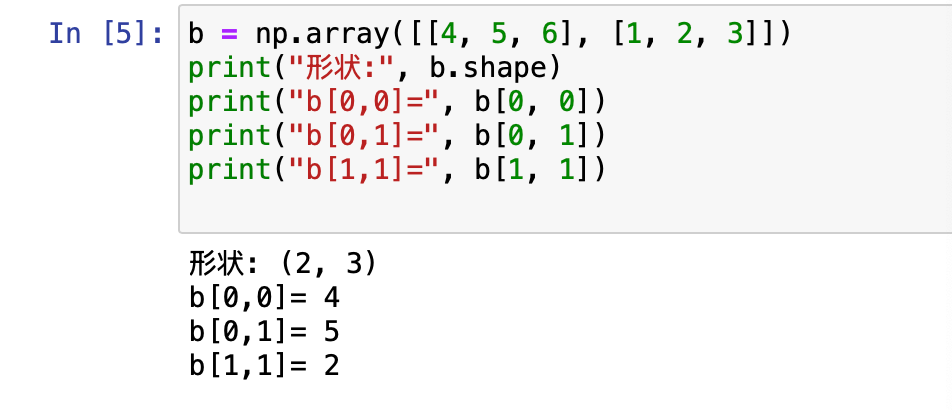 In [5]: b = np.array([[4, 5, 6], [1, 2, 3]])
print("形状:", b.shape)
print("b[0,0]=", b[0, 0])
print("b[0,1]=", b[0, 1])
print("b[1,1]=", b[1, 1])
形状: (2, 3)
b[0,0]= 4
b[0,1]= 5
b[1,1]= 2